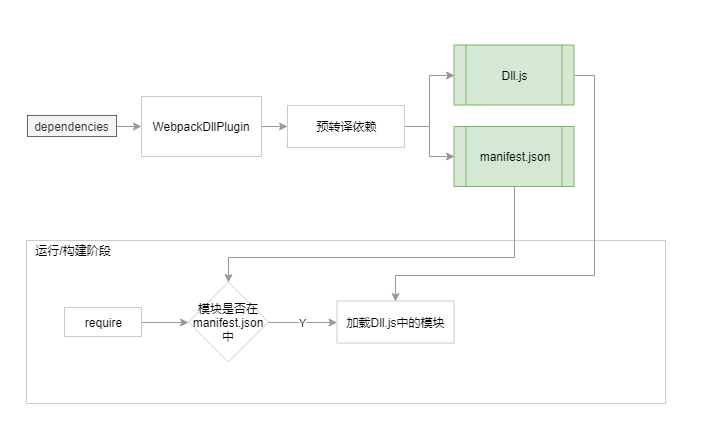 Dll.js
dependencies
WebpackDllPlugin
预转译依赖
manifest.json
运行/构建阶段
require
模块是否在
manifest.json
中
Y
加载Dll.js中的模块